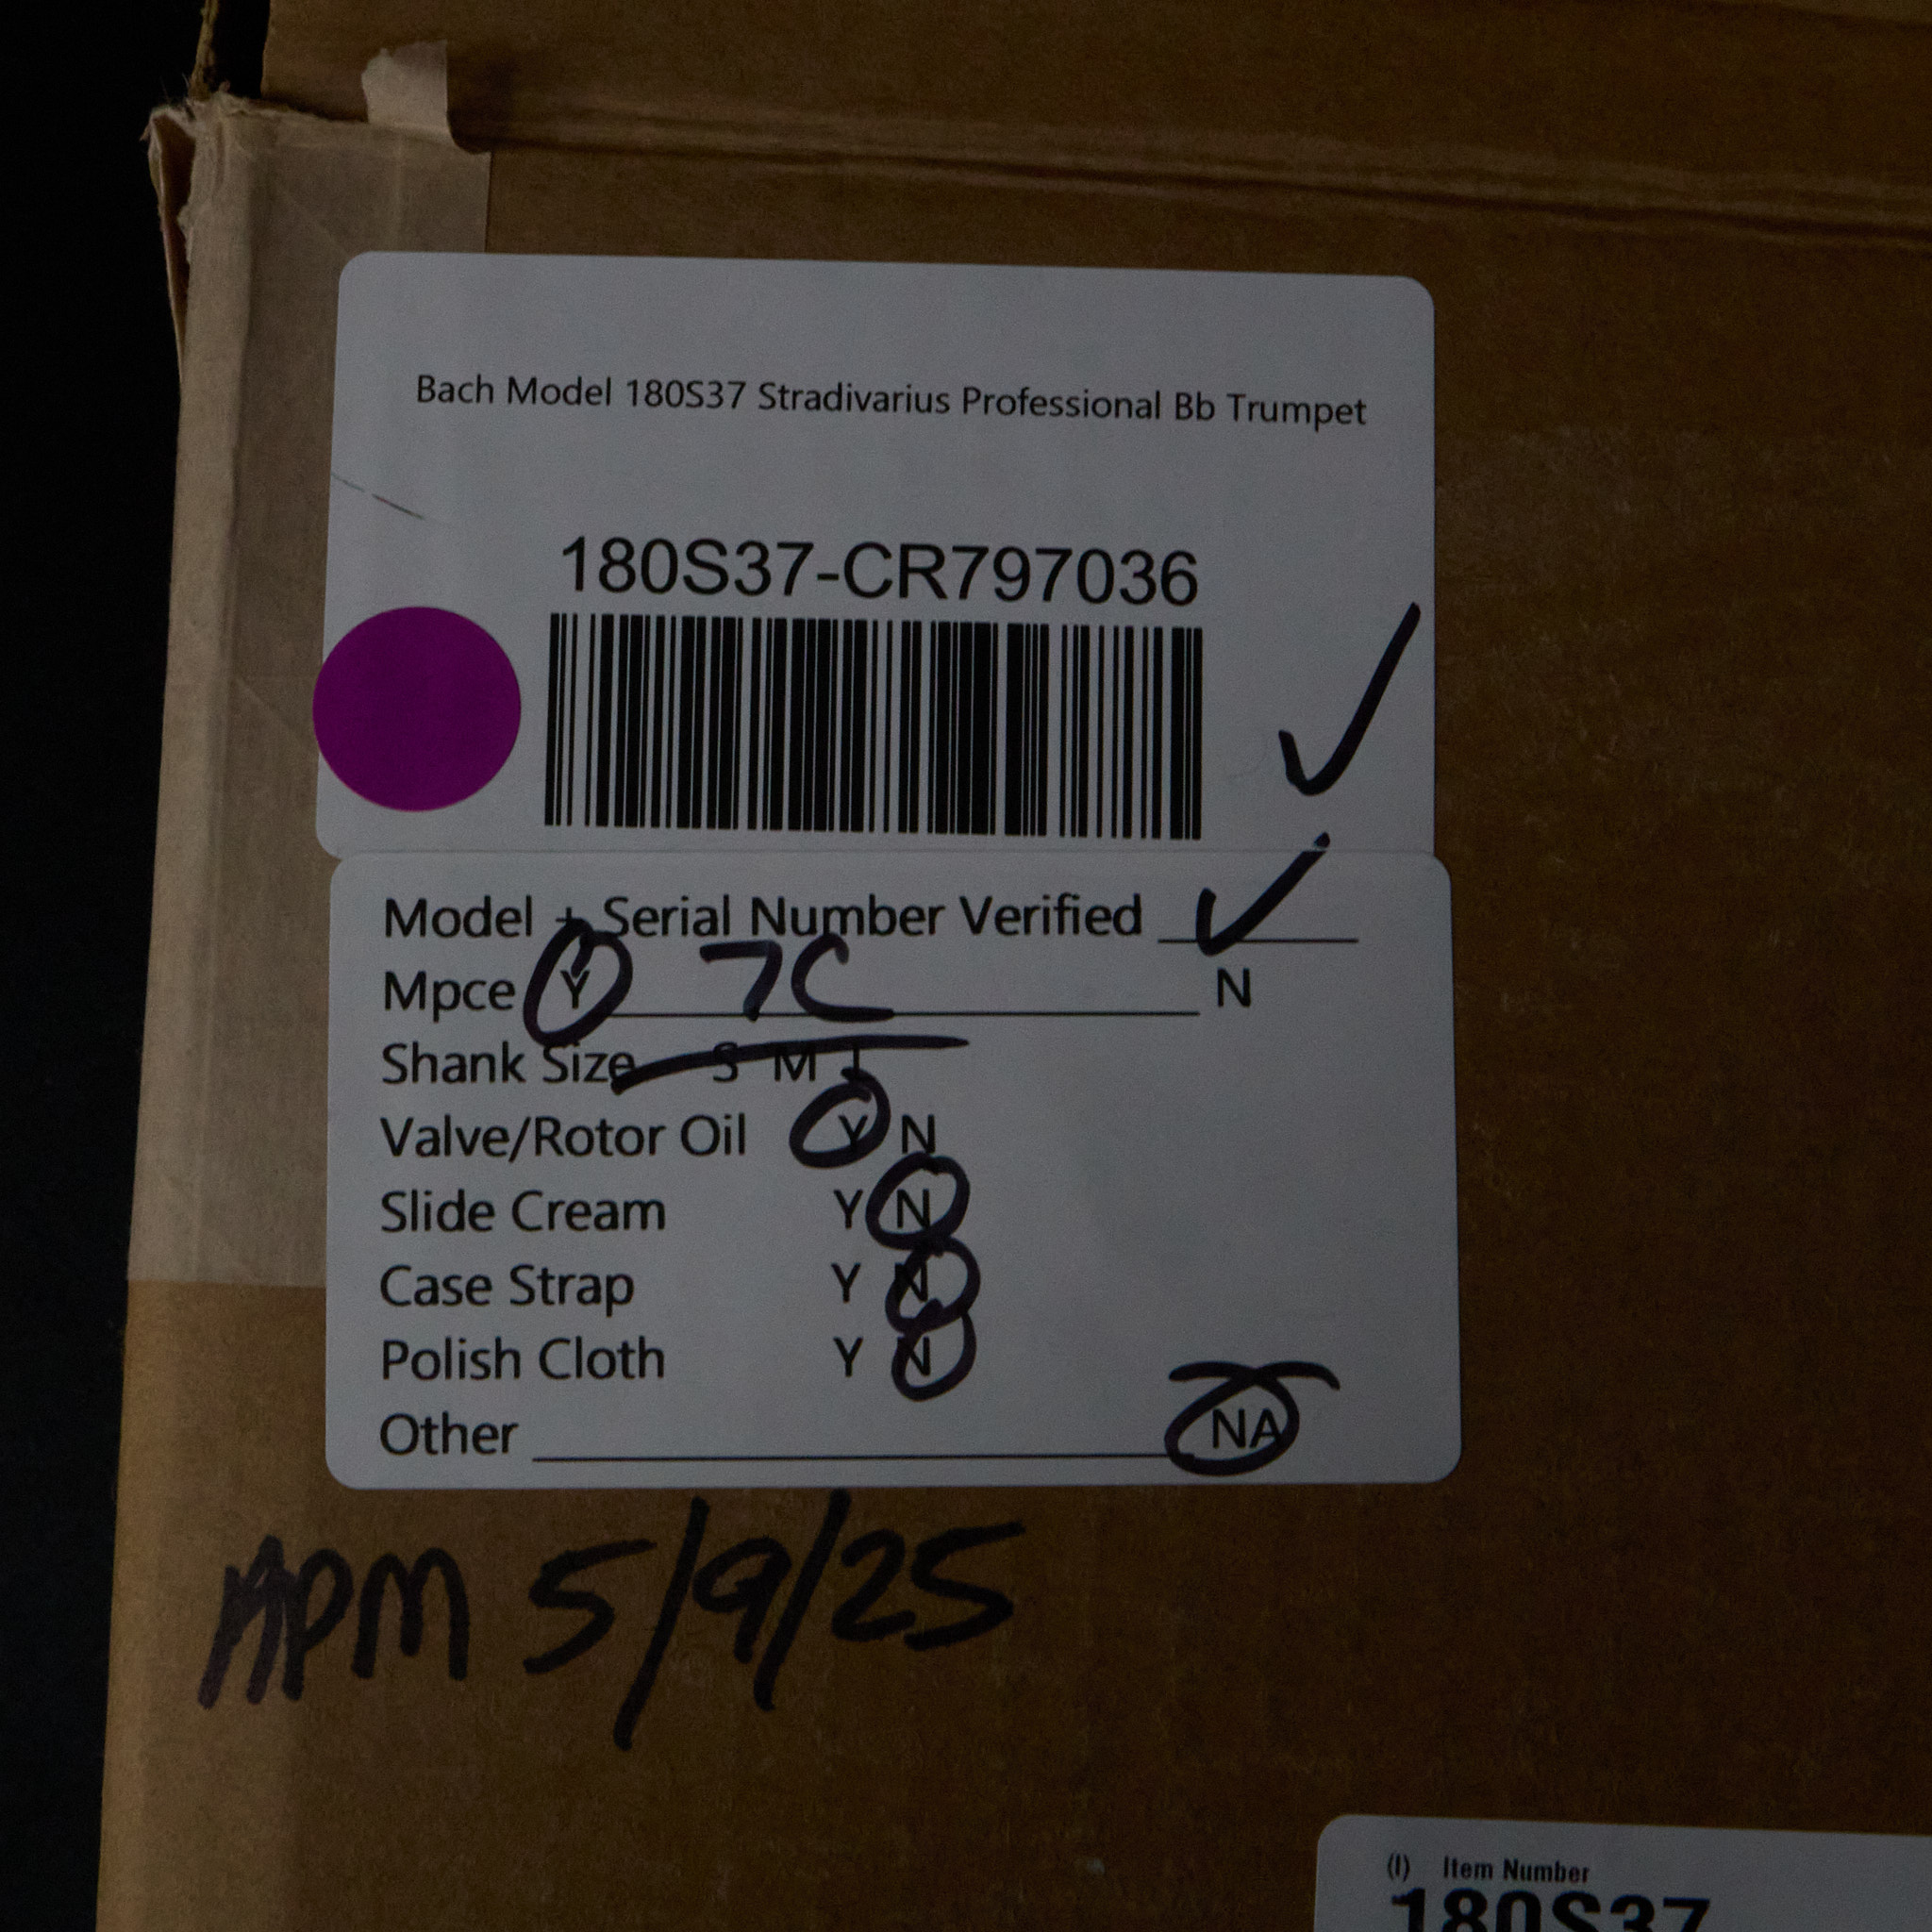 Bach Model 180S37 Stradivarius Professional Bb Trumpet
180S37-CR797036
Model + Serial Number Verified ✓
Mpce Y 7C N
Shank Size S M L
Valve/Rotor Oil Y N
Slide Cream Y N
Case Strap Y N
Polish Cloth Y N
Other NA
APM 5/9/25
(I) Item Number
180S37